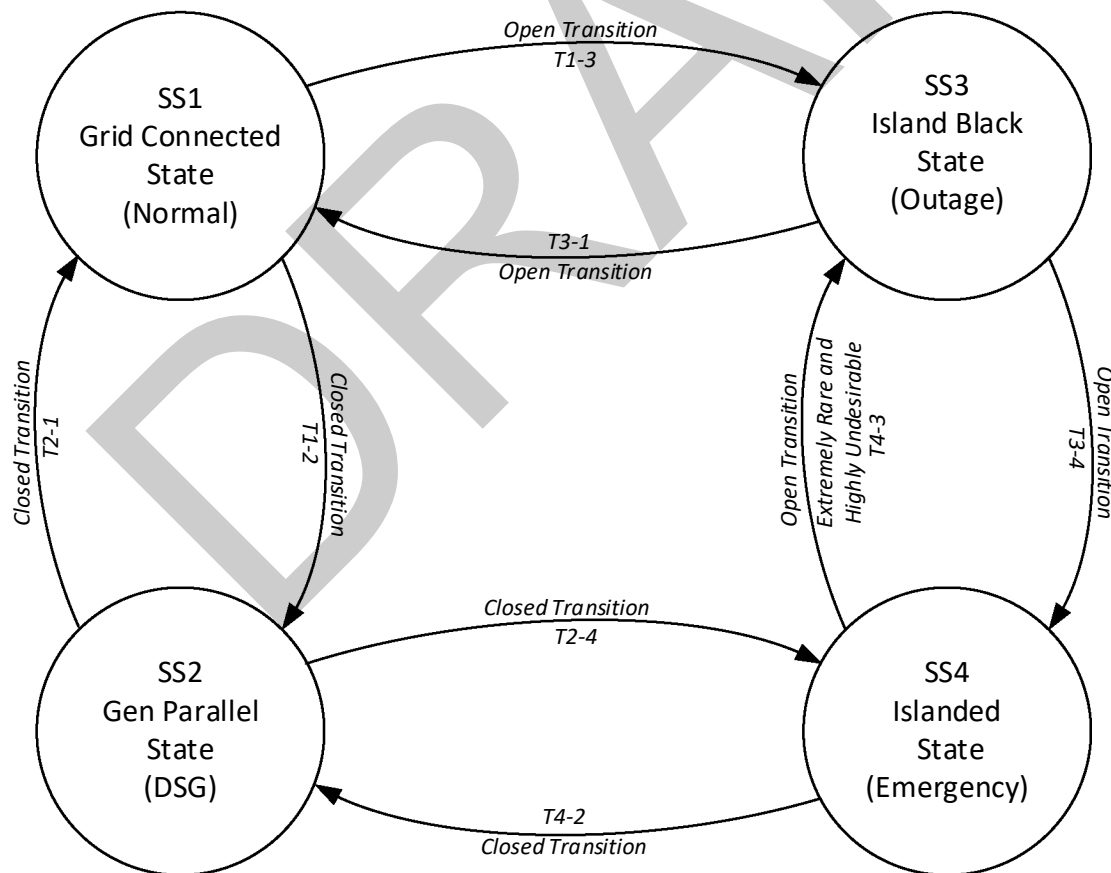 Open Transition
T1-3
SS1
Grid Connected
State
(Normal)
SS3
Island Black
State
(Outage)
T3-1
Open Transition
Closed Transition
T2-1
Closed Transition
T1-2
Open Transition
Extremely Rare and
Highly Undesirable
T4-3
Open Transition
T3-4
Closed Transition
T2-4
SS2
Gen Parallel
State
(DSG)
SS4
Islanded
State
(Emergency)
T4-2
Closed Transition
DRA